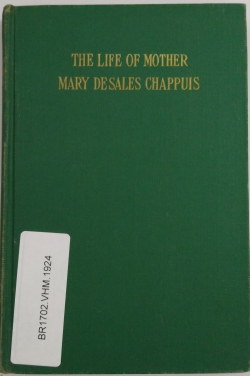 THE LIFE OF MOTHER
MARY DE SALES CHAPPUIS
BR1702.VHM.1924